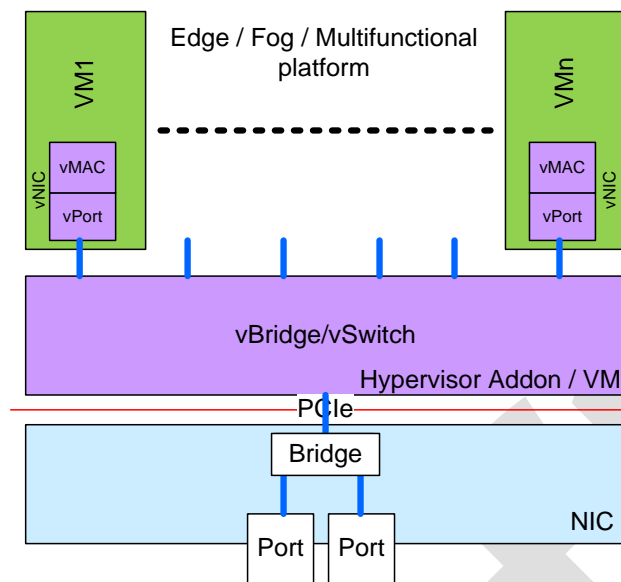 Edge / Fog / Multifunctional
platform
VM1
VMn
vNIC
vMAC
vPort
vMAC
vPort
vNIC
vBridge/vSwitch
Hypervisor Addon / VM
PCIe
Bridge
NIC
Port
Port